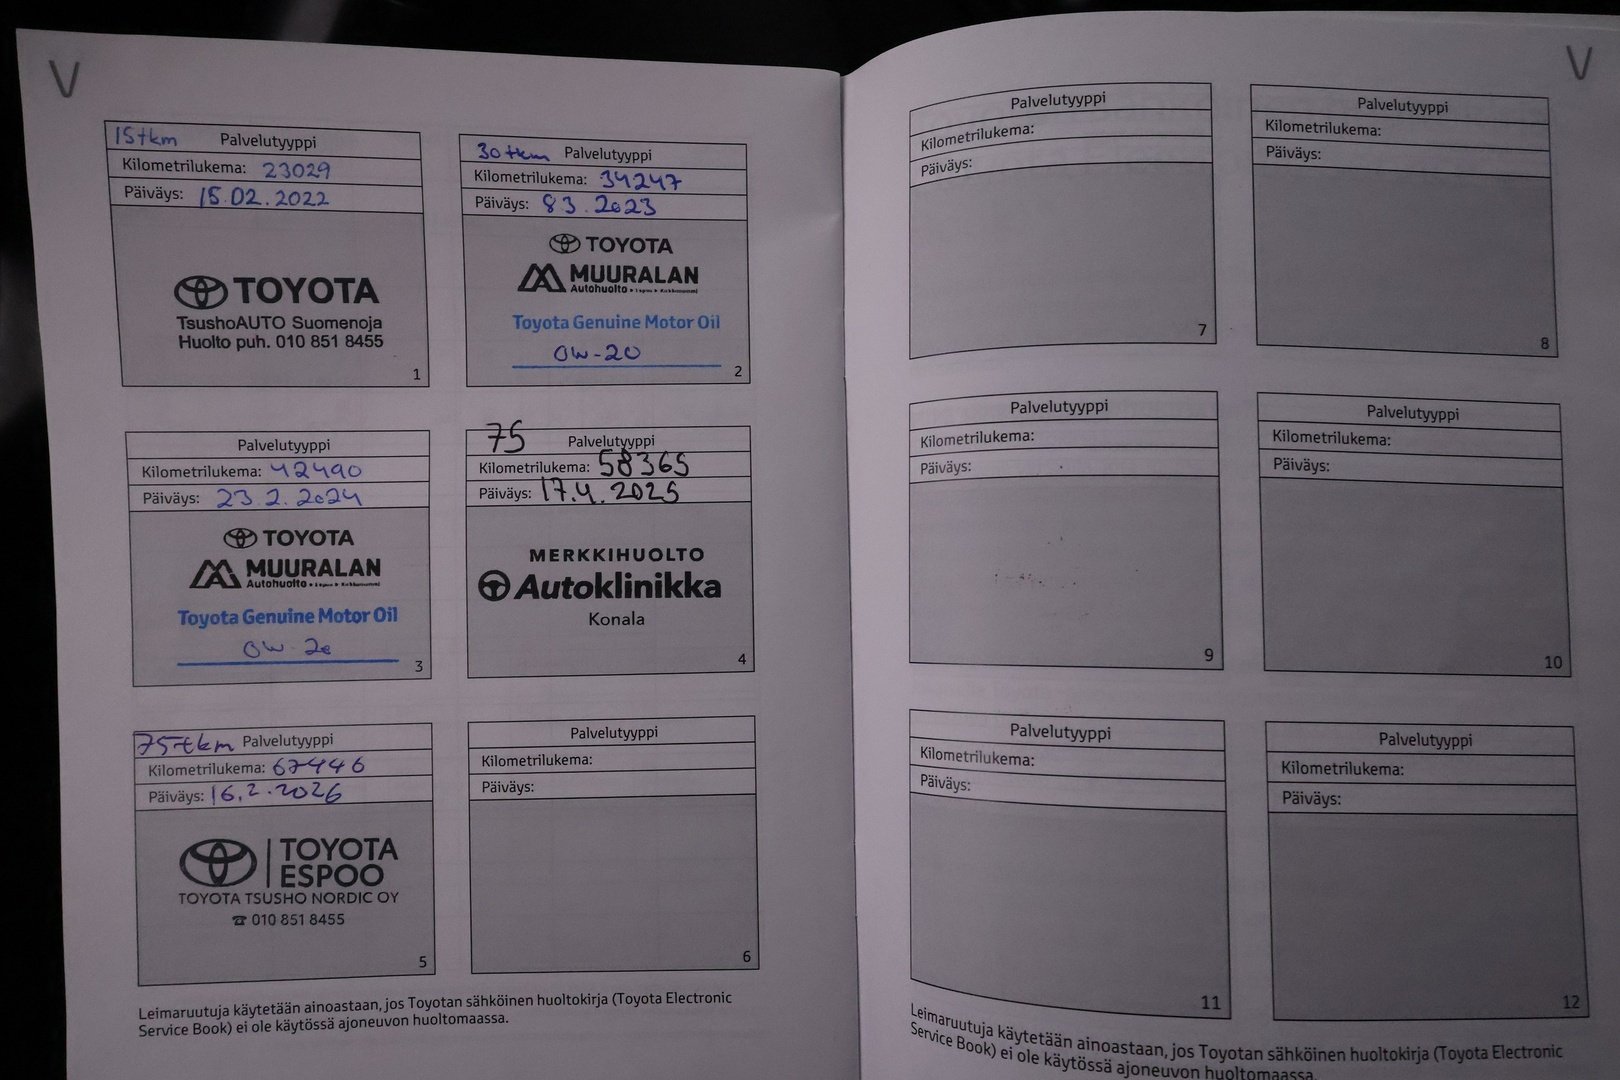 V
15tkm Palvelutyyppi
Kilometrilukema: 23029
Päiväys: 15.02.2022
TOYOTA
TsushoAUTO Suomenoja
Huolto puh. 010 851 8455
1
30tkm Palvelutyyppi
Kilometrilukema: 34247
Päiväys: 8 3. 2023
TOYOTA
MUURALAN
Autohuolto
Toyota Genuine Motor Oil
0W-20
2
Palvelutyyppi
Kilometrilukema: 42490
Päiväys: 23.2.2024
TOYOTA
MUURALAN
Autohuolto
Toyota Genuine Motor Oil
0W-20
3
75 Palvelutyyppi
Kilometrilukema: 58365
Päiväys: 17.4.2025
MERKKIHUOLTO
Autoklinikka
Konala
4
75tkm Palvelutyyppi
Kilometrilukema: 67446
Päiväys: 16.2.2026
TOYOTA
ESPOO
TOYOTA TSUSHO NORDIC OY
☎ 010 851 8455
5
Palvelutyyppi
Kilometrilukema:
Päiväys:
6
Leimaruutuja käytetään ainoastaan, jos Toyotan sähköinen huoltokirja (Toyota Electronic
Service Book) ei ole käytössä ajoneuvon huoltomaassa.
V
Palvelutyyppi
Kilometrilukema:
Päiväys:
7
Palvelutyyppi
Kilometrilukema:
Päiväys:
8
Palvelutyyppi
Kilometrilukema:
Päiväys:
9
Palvelutyyppi
Kilometrilukema:
Päiväys:
10
Palvelutyyppi
Kilometrilukema:
Päiväys:
11
Palvelutyyppi
Kilometrilukema:
Päiväys:
12
Leimaruutuja käytetään ainoastaan, jos Toyotan sähköinen huoltokirja (Toyota Electronic
Service Book) ei ole käytössä ajoneuvon huoltomaassa.